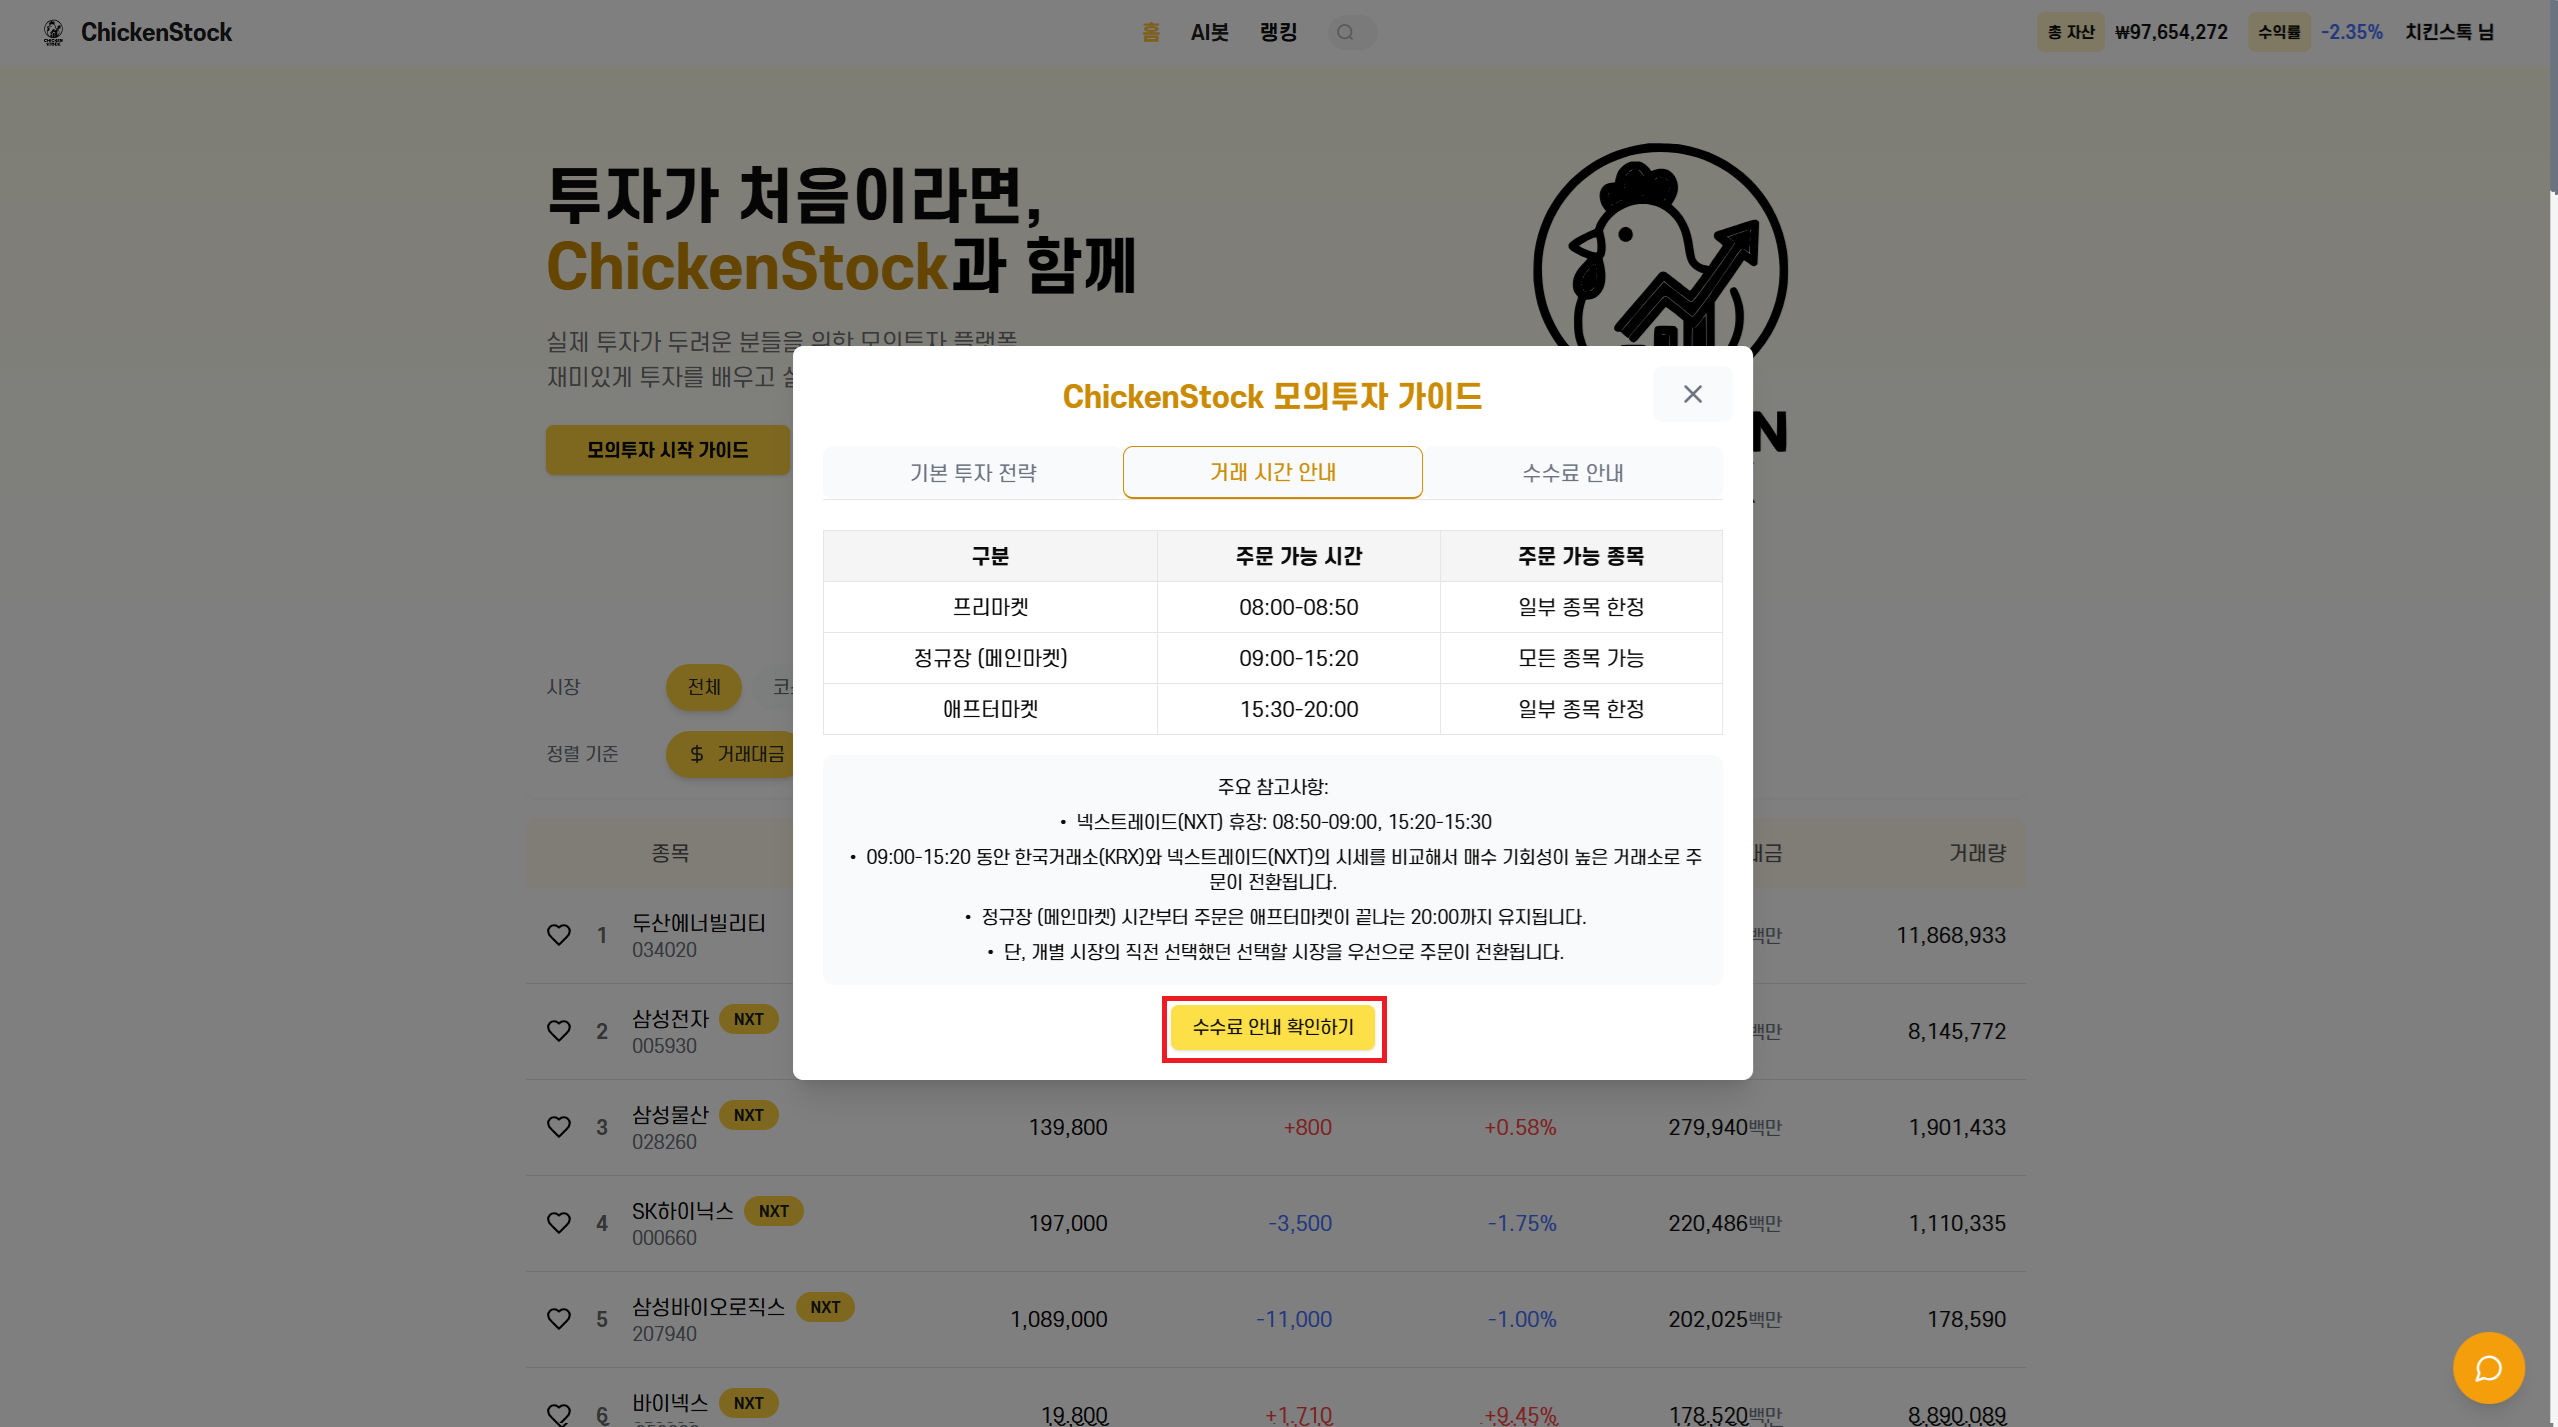 ChickenStock
홈 AI봇 랭킹
총 자산 ₩97,654,272 수익률 -2.35% 치킨스톡 님
투자가 처음이라면,
ChickenStock과 함께
실제 투자가 두려운 분들을 위한 모의투자 플랫폼
재미있게 투자를 배우고
모의투자 시작 가이드
ChickenStock 모의투자 가이드
기본 투자 전략 거래 시간 안내 수수료 안내
구분 주문 가능 시간 주문 가능 종목
프리마켓 08:00-08:50 일부 종목 한정
정규장 (메인마켓) 09:00-15:20 모든 종목 가능
애프터마켓 15:30-20:00 일부 종목 한정
주요 참고사항:
• 넥스트레이드(NXT) 휴장: 08:50-09:00, 15:20-15:30
• 09:00-15:20 동안 한국거래소(KRX)와 넥스트레이드(NXT)의 시세를 비교해서 매수 기회성이 높은 거래소로 주
문이 전환됩니다.
• 정규장 (메인마켓) 시간부터 주문은 애프터마켓이 끝나는 20:00까지 유지됩니다.
• 단, 개별 시장의 직전 선택했던 선택할 시장을 우선으로 주문이 전환됩니다.
수수료 안내 확인하기
시장 전체
정렬 기준 $ 거래대금
종목 대금 거래량
1 두산에너빌리티 백만 11,868,933
034020
2 삼성전자 NXT 백만 8,145,772
005930
3 삼성물산 NXT 139,800 +800 +0.58% 279,940백만 1,901,433
028260
4 SK하이닉스 NXT 197,000 -3,500 -1.75% 220,486백만 1,110,335
000660
5 삼성바이오로직스 NXT 1,089,000 -11,000 -1.00% 202,025백만 178,590
207940
6 바이넥스 NXT 19,800 +1,710 +9.45% 178,520백만 8,890,089